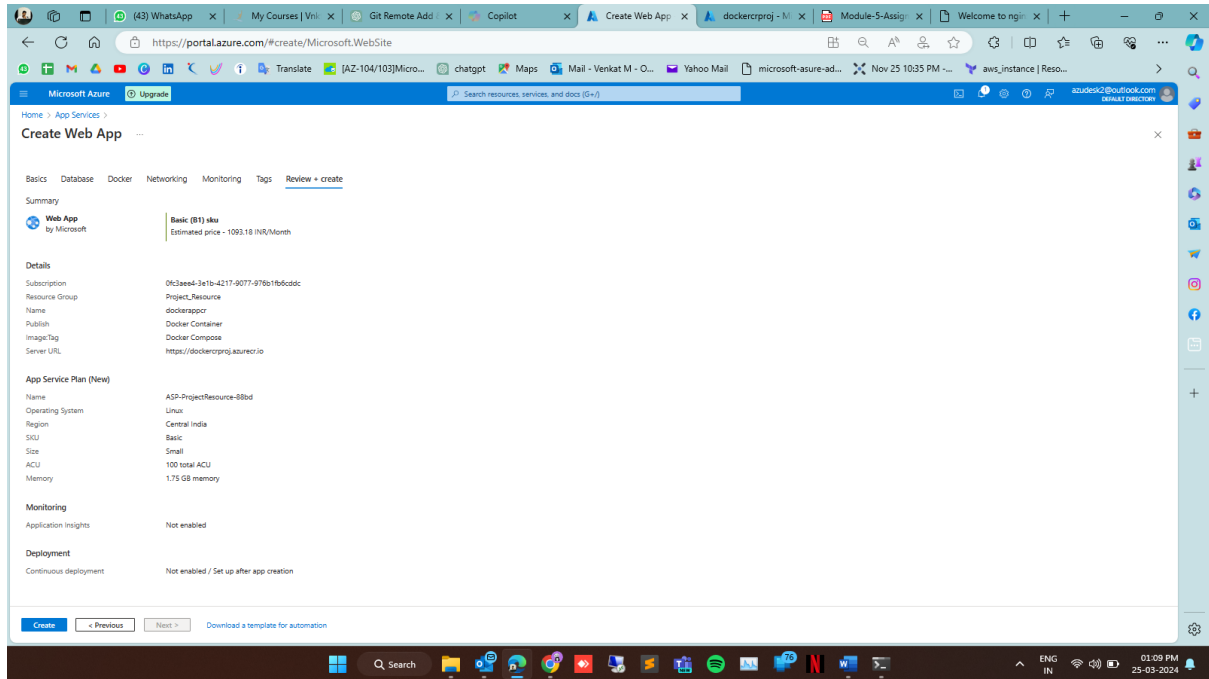 (43) WhatsApp
My Courses | Vni
Git Remote Add
Copilot
Create Web App
dockercrproj - Mi
Module-5-Assign
Welcome to ngin
https://portal.azure.com/#create/Microsoft.WebSite
Translate
[AZ-104/103]Micro...
chatgpt
Maps
Mail - Venkat M - O...
Yahoo Mail
microsoft-asure-ad...
Nov 25 10:35 PM -...
aws_instance | Reso...
Microsoft Azure
Upgrade
Search resources, services, and docs (G+/)
azudesk2@outlook.com
DEFAULT DIRECTORY
Home > App Services >
Create Web App ...
Basics Database Docker Networking Monitoring Tags Review + create
Summary
Web App
by Microsoft
Basic (B1) sku
Estimated price - 1093.18 INR/Month
Details
Subscription 0fc3aee4-3e1b-4217-9077-976b1fb6cddc
Resource Group Project_Resource
Name dockerappcr
Publish Docker Container
Image:Tag Docker Compose
Server URL https://dockercrproj.azurecr.io
App Service Plan (New)
Name ASP-ProjectResource-88bd
Operating System Linux
Region Central India
SKU Basic
Size Small
ACU 100 total ACU
Memory 1.75 GB memory
Monitoring
Application Insights Not enabled
Deployment
Continuous deployment Not enabled / Set up after app creation
Create
< Previous
Next >
Download a template for automation
Search
76
ENG
IN
01:09 PM
25-03-2024